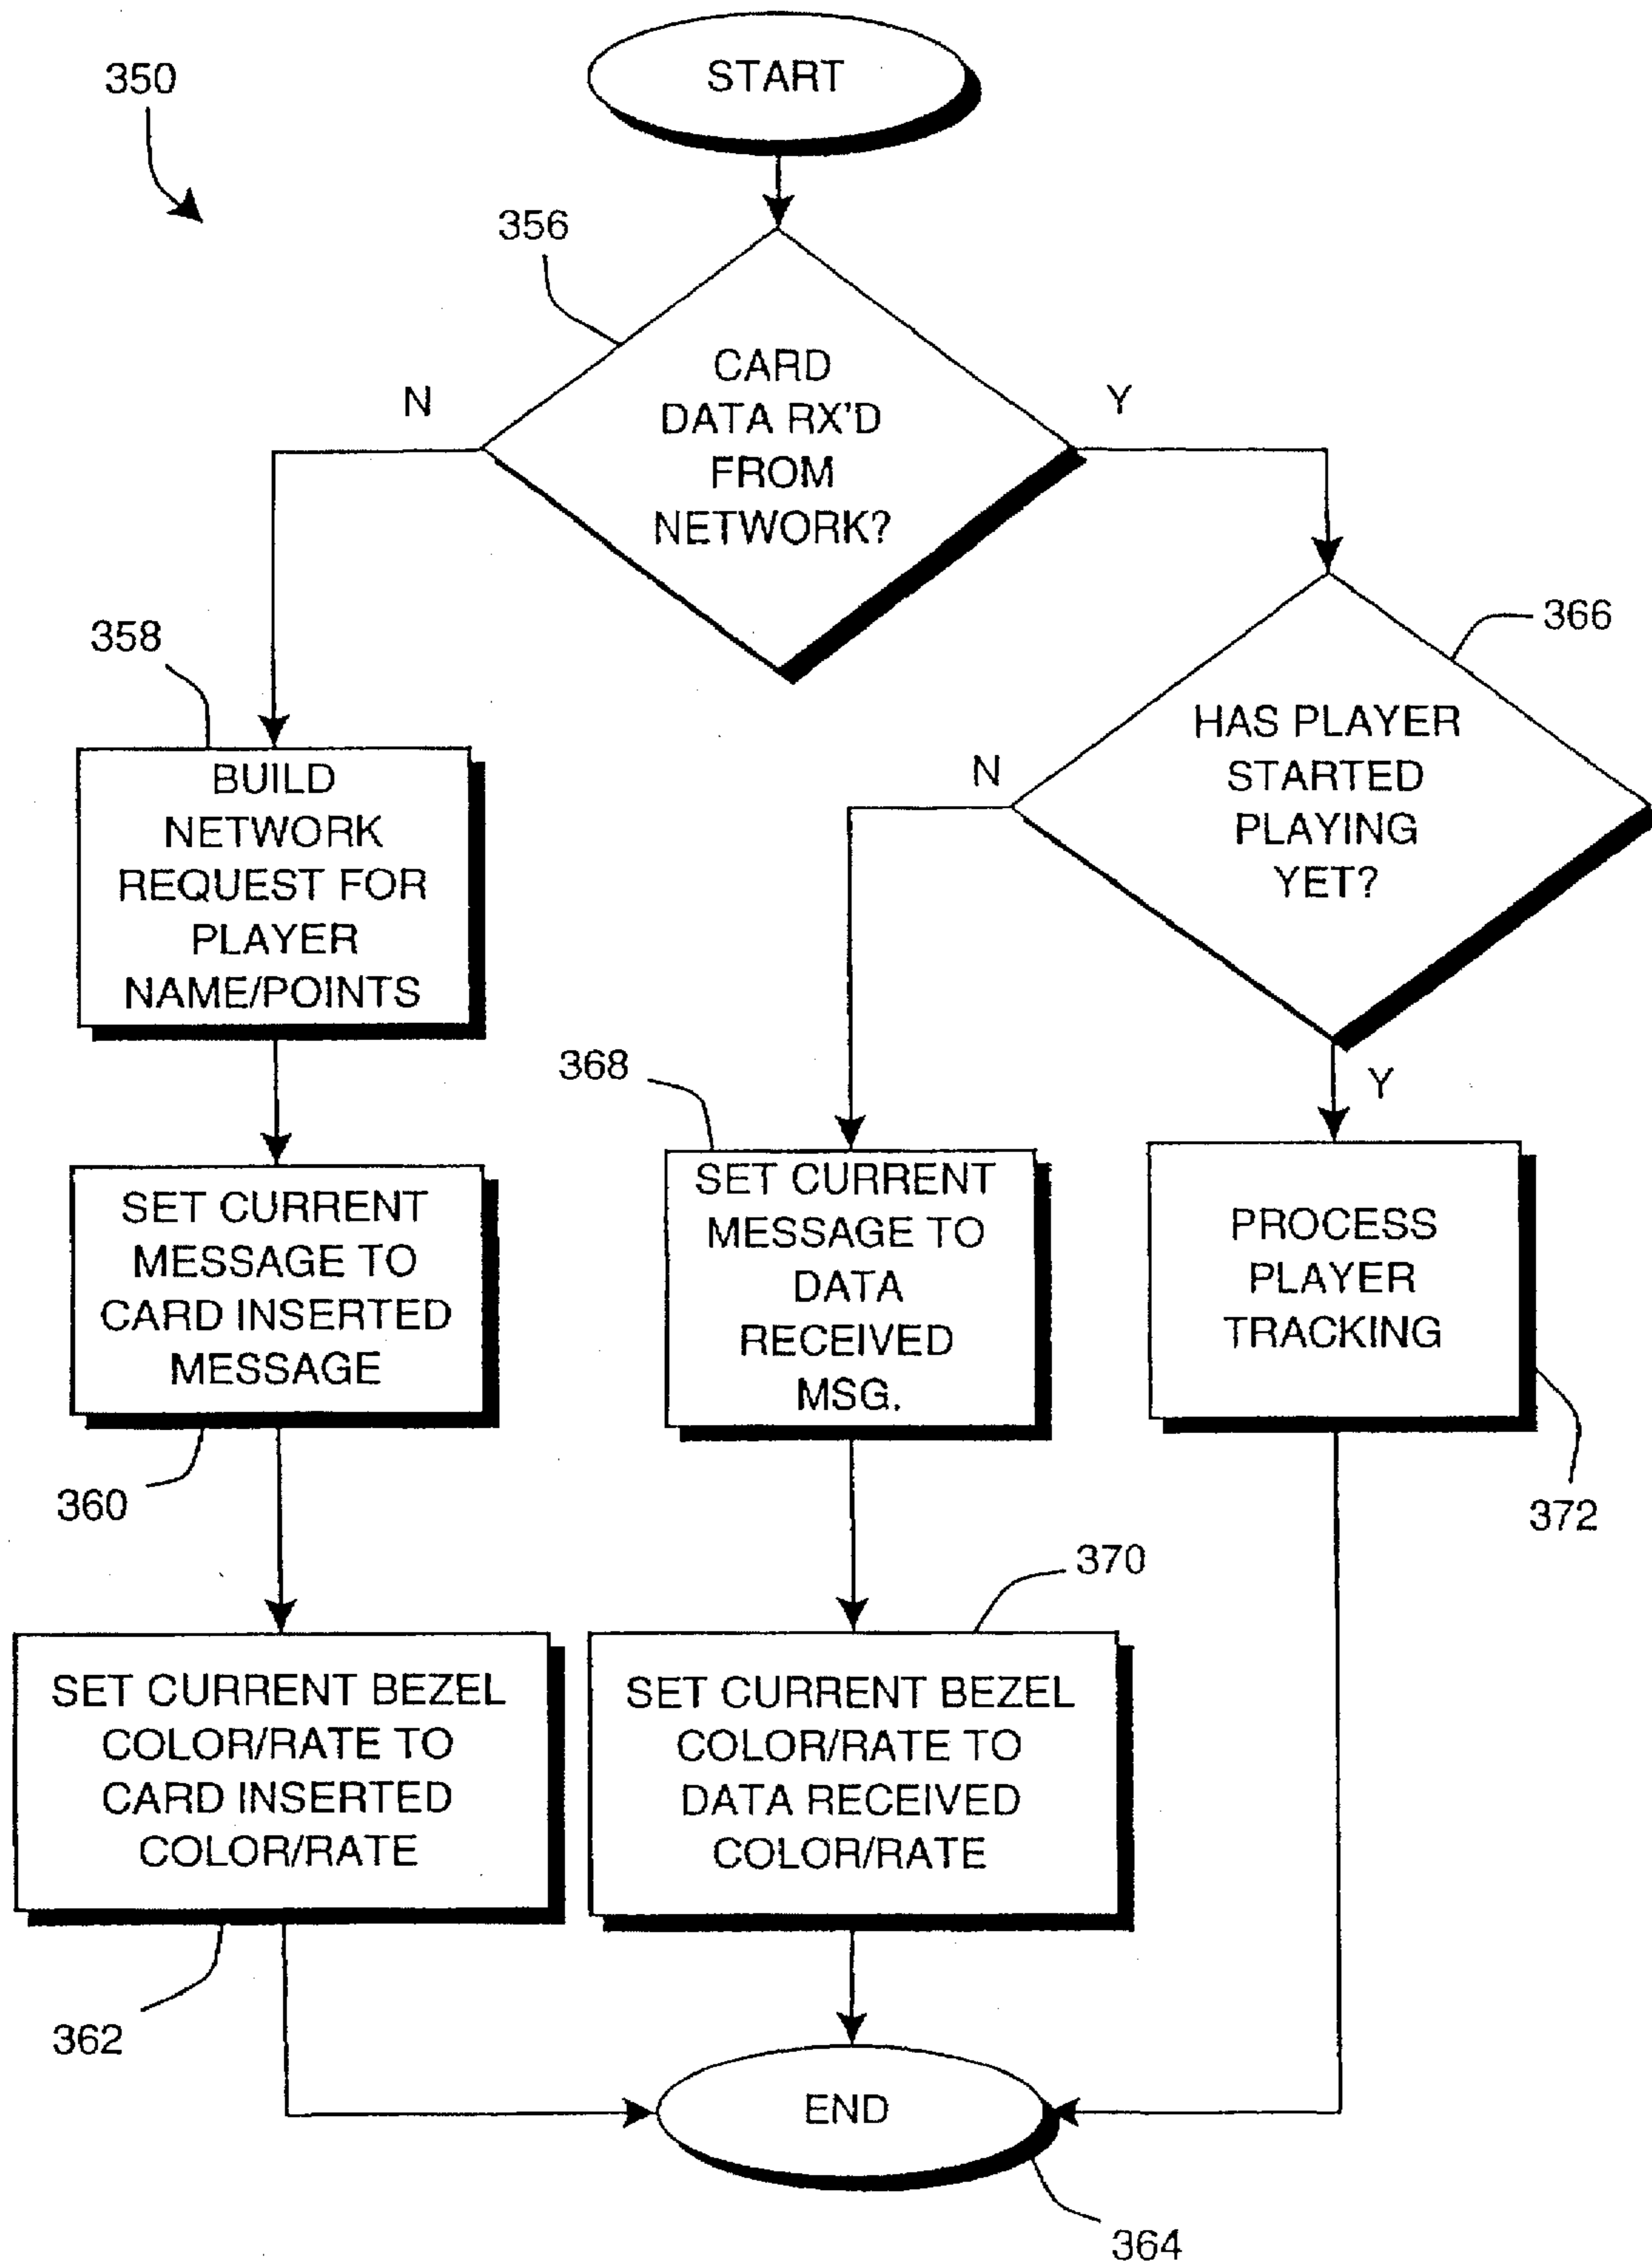 START
350
356
CARD
DATA RX'D
FROM
NETWORK?
N
Y
358
366
BUILD
NETWORK
REQUEST FOR
PLAYER
NAME/POINTS
HAS PLAYER
STARTED
PLAYING
YET?
N
Y
368
SET CURRENT
MESSAGE TO
CARD INSERTED
MESSAGE
360
SET CURRENT
MESSAGE TO
DATA
RECEIVED
MSG.
PROCESS
PLAYER
TRACKING
372
370
SET CURRENT BEZEL
COLOR/RATE TO
CARD INSERTED
COLOR/RATE
362
SET CURRENT BEZEL
COLOR/RATE TO
DATA RECEIVED
COLOR/RATE
END
364